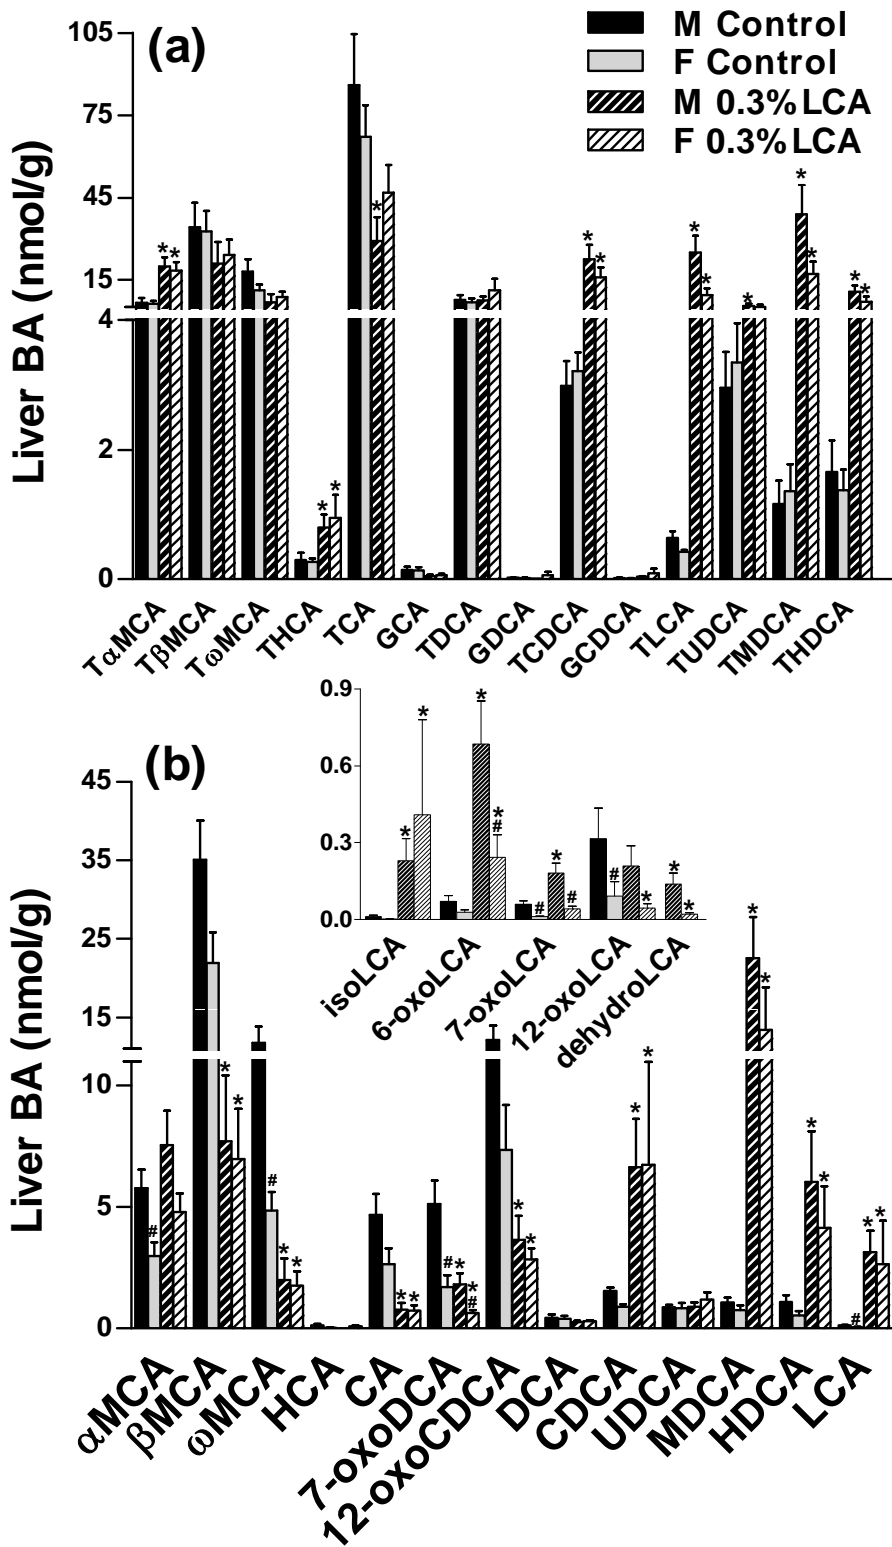 (a)
M Control
F Control
M 0.3% LCA
F 0.3% LCA
Liver BA (nmol/g)
105
75
45
15
4
2
0
* * * * * * * * * * * * * * *
TαMCA
TβMCA
TωMCA
THCA
TCA
GCA
TDCA
GDCA
TCDCA
GCDCA
TLCA
TUDCA
TMDCA
THDCA
0.9
0.6
0.3
0.0
* * * * # # * # # * * *
isoLCA
6-oxoLCA
7-oxoLCA
12-oxoLCA
dehydroLCA
(b)
Liver BA (nmol/g)
45
35
25
15
10
5
0
# * * # * * * * # * * # * * * * * * * * # * *
αMCA
βMCA
ωMCA
HCA
CA
7-oxoDCA
12-oxoCDCA
DCA
CDCA
UDCA
MDCA
HDCA
LCA